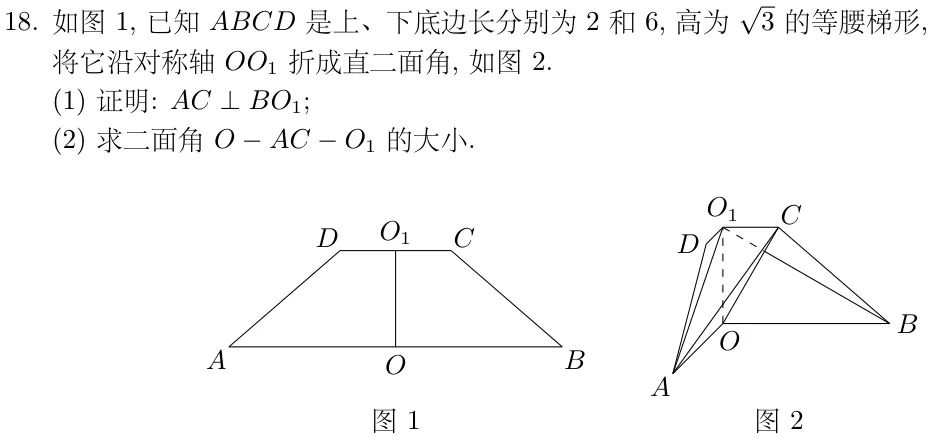 18. 如图 1, 已知 ABCD 是上、下底边长分别为 2 和 6, 高为 √3 的等腰梯形,
将它沿对称轴 OO₁ 折成直二面角, 如图 2.
(1) 证明: AC ⊥ BO₁;
(2) 求二面角 O − AC − O₁ 的大小.
D O₁ C
A O B
图 1
O₁ C
D
O B
A
图 2